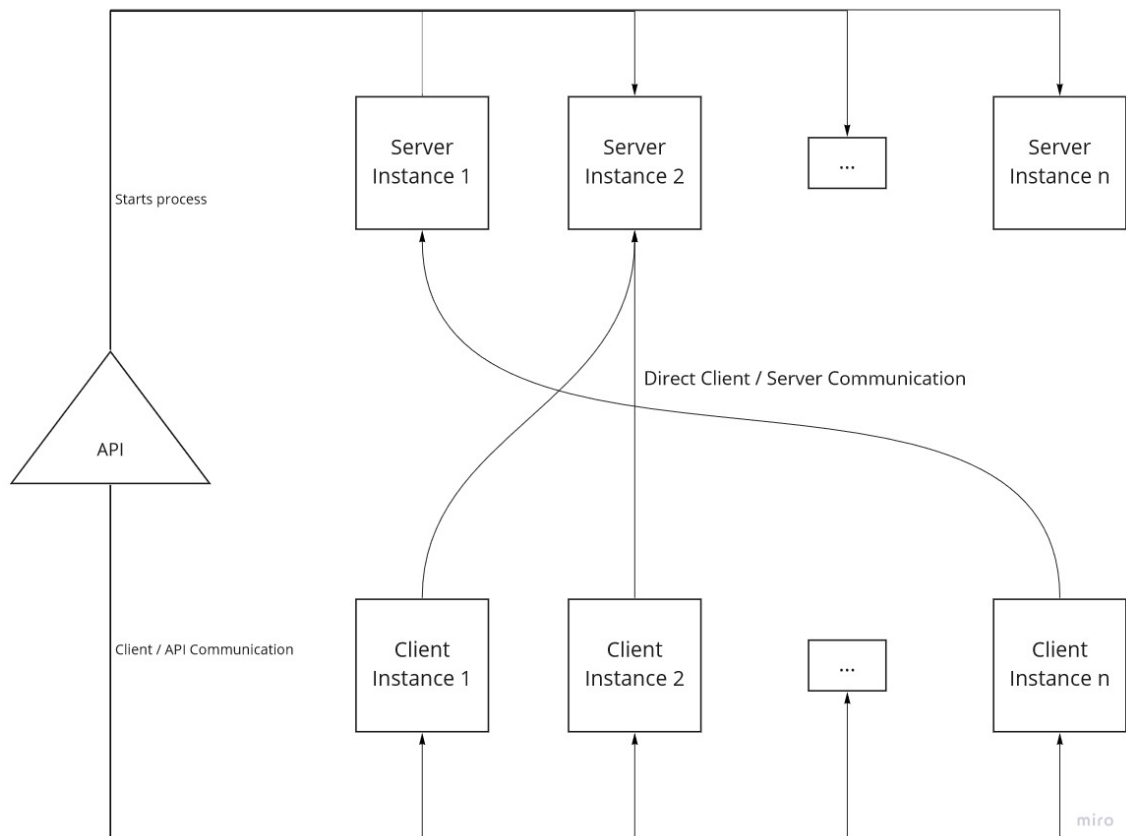 Server
Instance 1
Server
Instance 2
...
Server
Instance n
Starts process
Direct Client / Server Communication
API
Client / API Communication
Client
Instance 1
Client
Instance 2
...
Client
Instance n
miro